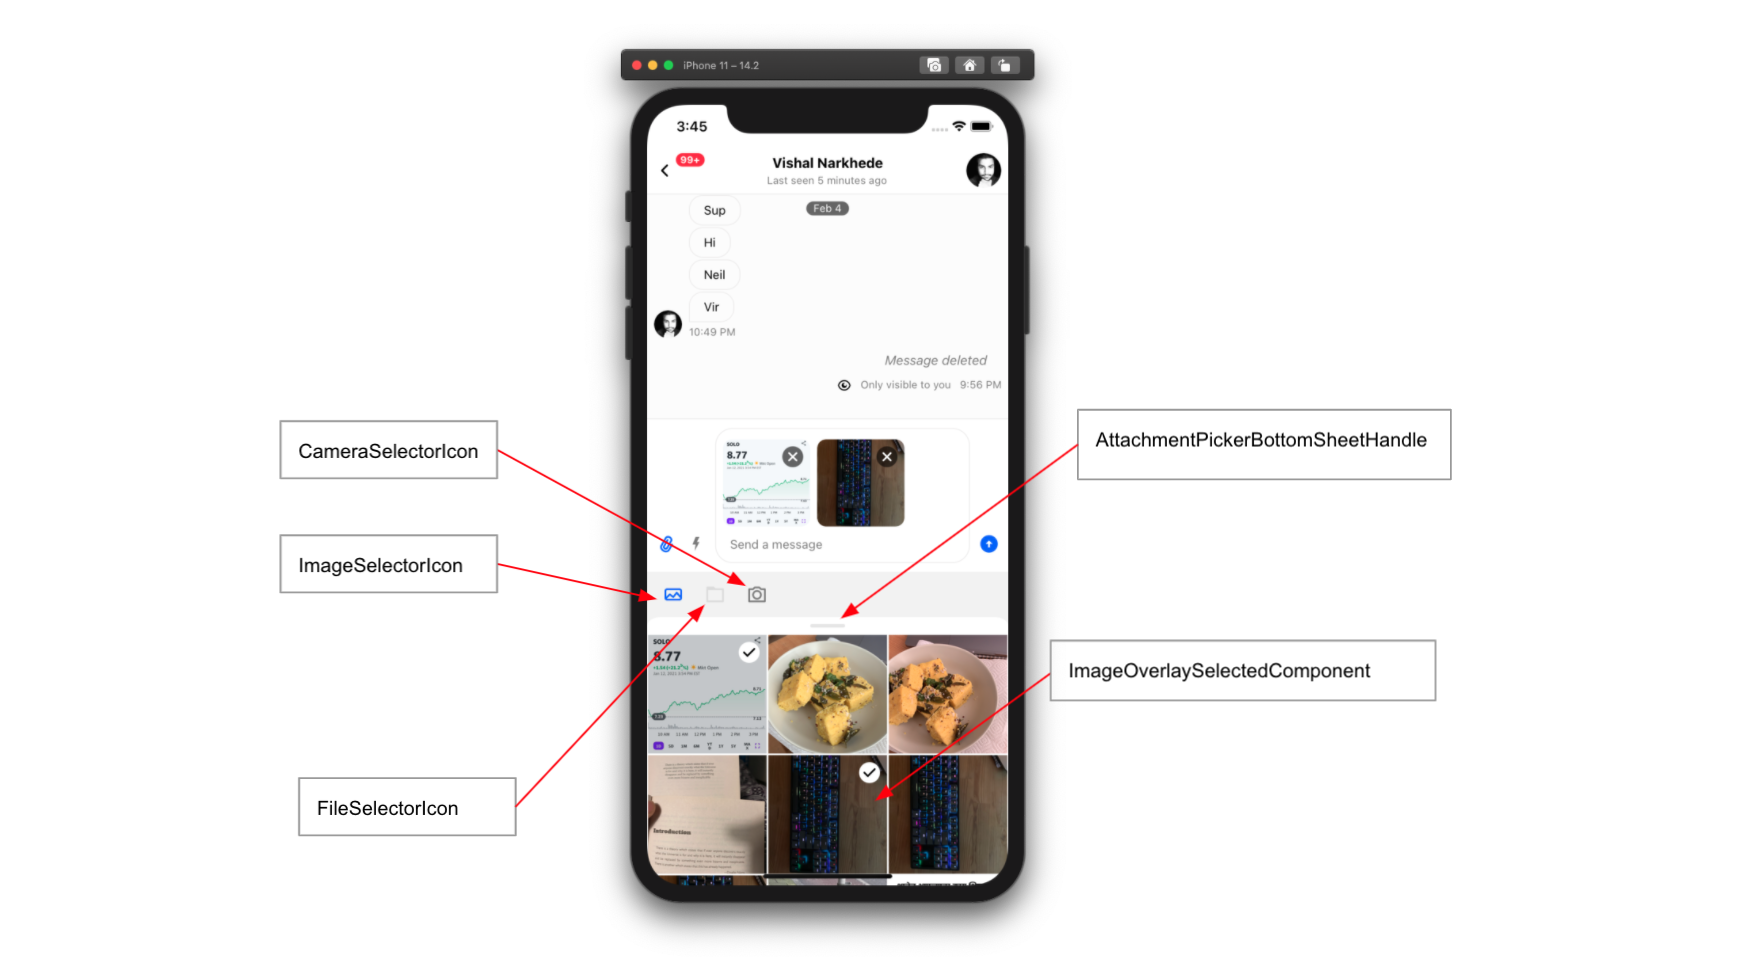 iPhone 11 – 14.2
3:45
99+
Vishal Narkhede
Last seen 5 minutes ago
Feb 4
Sup
Hi
Neil
Vir
10:49 PM
Message deleted
Only visible to you 9:56 PM
CameraSelectorIcon
AttachmentPickerBottomSheetHandle
SOLO
8.77
ImageSelectorIcon
Send a message
ImageOverlaySelectedComponent
SOLO
8.77
FileSelectorIcon
Introduction